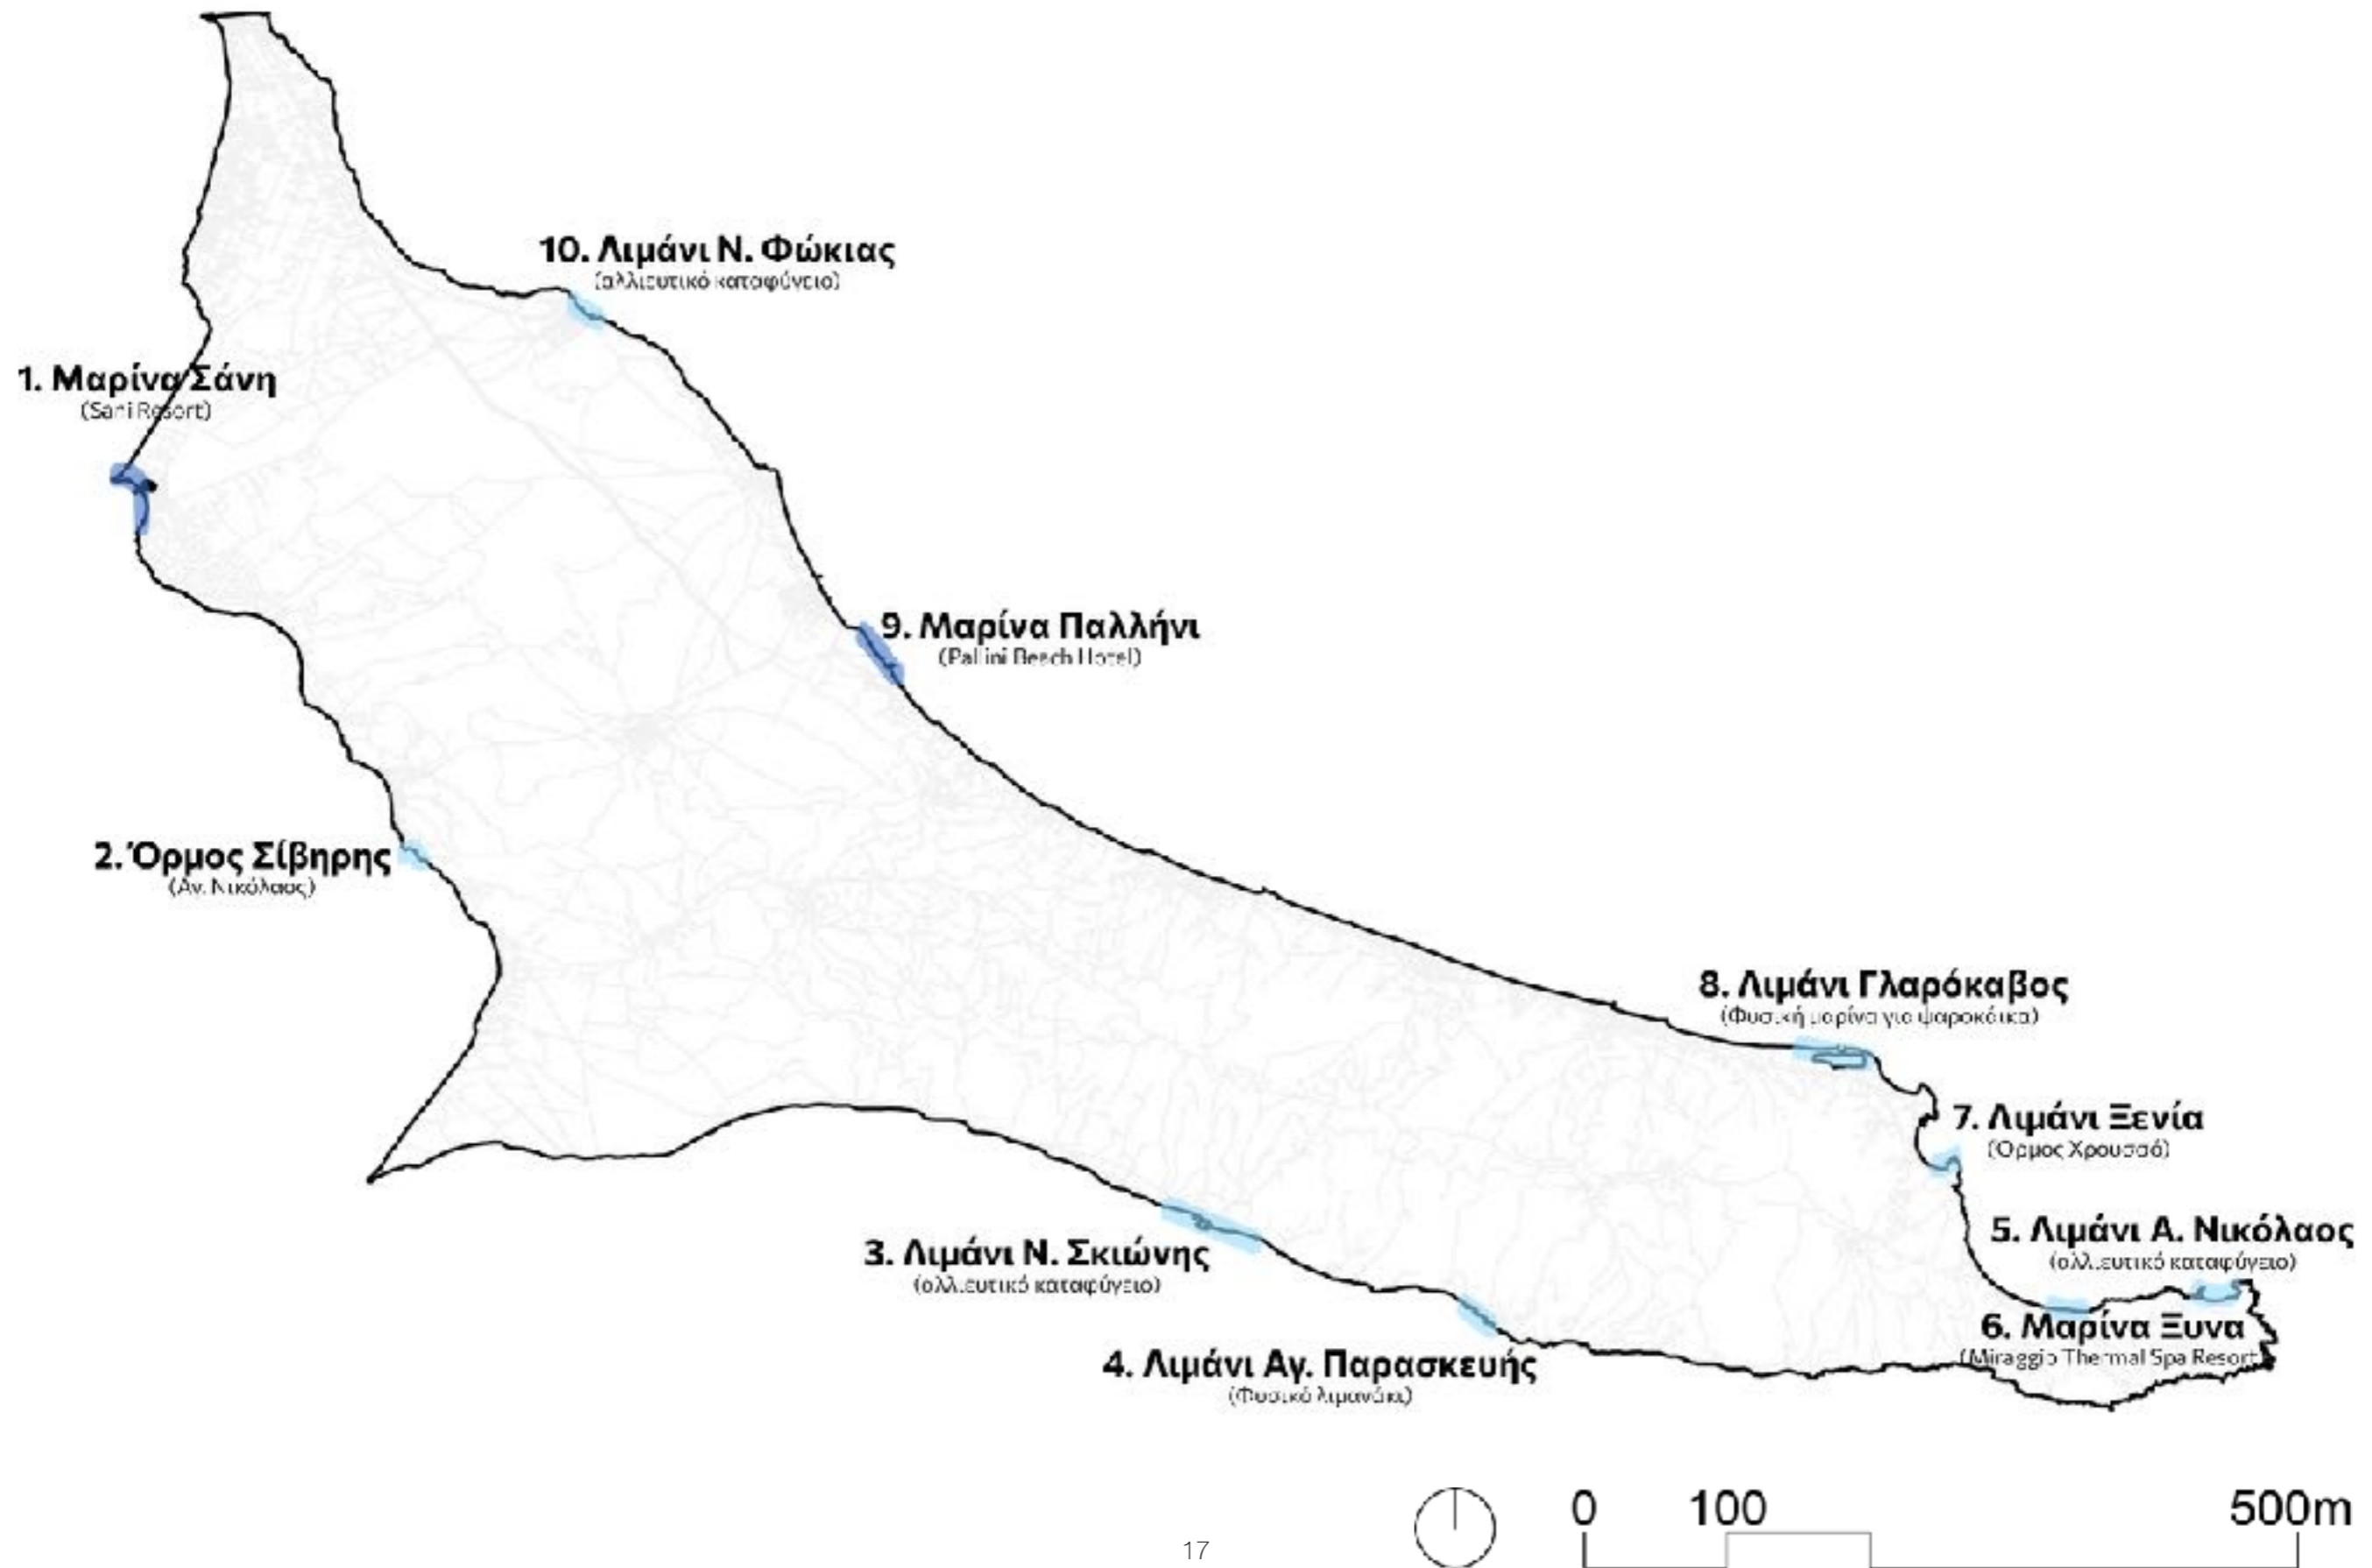 10. Λιμάνι Ν. Φώκιας
(αλλιευτικό καταφύγειο)
1. Μαρίνα Σάνη
(Sani Resort)
9. Μαρίνα Παλλήνι
(Pallini Beach Hotel)
2. Όρμος Σίβηρης
(Αγ. Νικόλαος)
8. Λιμάνι Γλαρόκαβος
(Φυσική μαρίνα για ψαροκάικα)
7. Λιμάνι Ξενία
(Όρμος Χρουσσό)
5. Λιμάνι Α. Νικόλαος
(αλλιευτικό καταφύγειο)
3. Λιμάνι Ν. Σκιώνης
(αλλιευτικό καταφύγειο)
6. Μαρίνα Ξυνα
(Miraggio Thermal Spa Resort)
4. Λιμάνι Αγ. Παρασκευής
(Φυσικό λιμανάκι)
0 100 500m
17